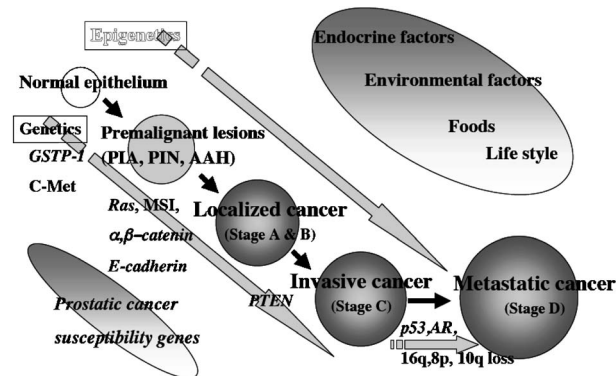 Epigenetics
Endocrine factors
Environmental factors
Foods
Life style
Normal epithelium
Genetics
GSTP-1
C-Met
Premalignant lesions
(PIA, PIN, AAH)
Ras, MSI,
α,β-catenin
E-cadherin
Localized cancer
(Stage A & B)
PTEN
Invasive cancer
(Stage C)
Metastatic cancer
(Stage D)
p53,AR,
16q,8p, 10q loss
Prostatic cancer
susceptibility genes